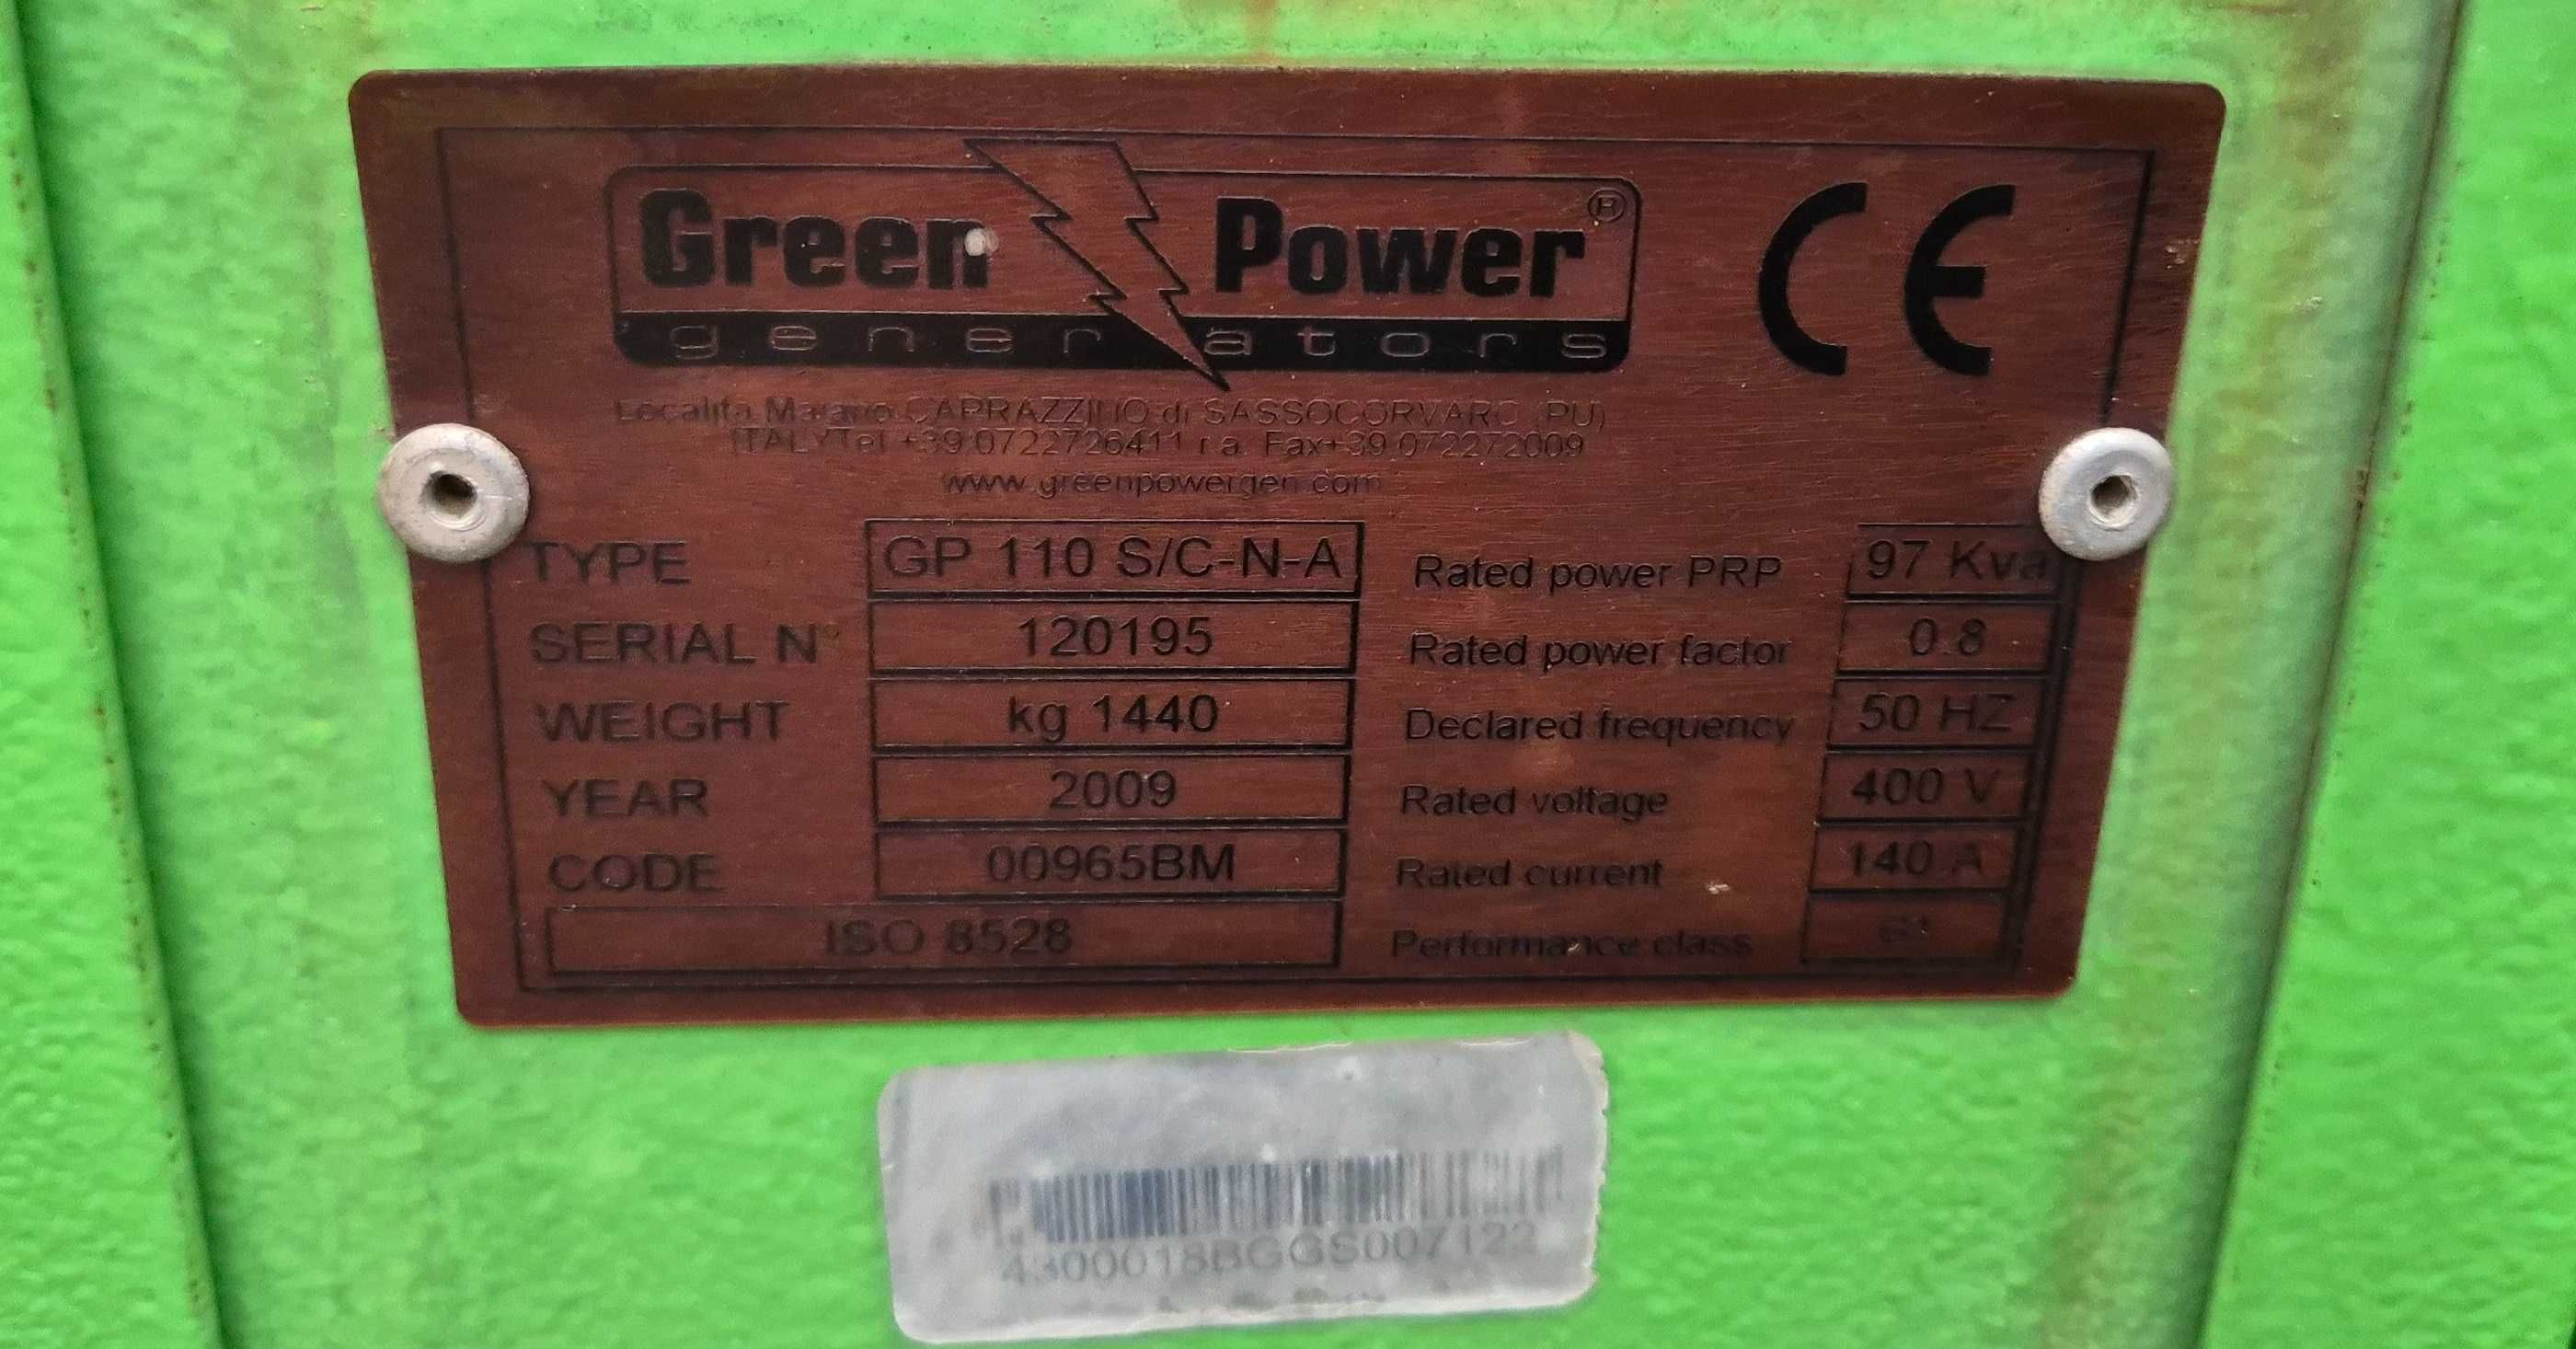 Green Power ®
generators
CE
Località Maiano CAPRAZZINO di SASSOCORVARO (PU)
ITALY Tel +39 0722726411 r.a. Fax+39 072272009
www.greenpowergen.com
TYPE GP 110 S/C-N-A Rated power PRP 97 Kva
SERIAL N° 120195 Rated power factor 0.8
WEIGHT kg 1440 Declared frequency 50 HZ
YEAR 2009 Rated voltage 400 V
CODE 00965BM Rated current 140 A
ISO 8528 Performance class
4300018BGGS007122